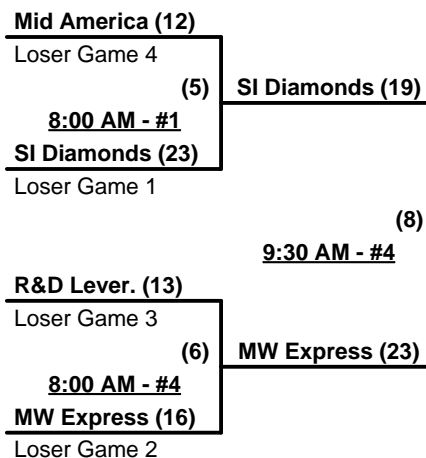 Mid America (12)
Loser Game 4
(5)
SI Diamonds (19)
8:00 AM - #1
SI Diamonds (23)
Loser Game 1
(8)
9:30 AM - #4
R&D Lever. (13)
Loser Game 3
(6)
MW Express (23)
8:00 AM - #4
MW Express (16)
Loser Game 2